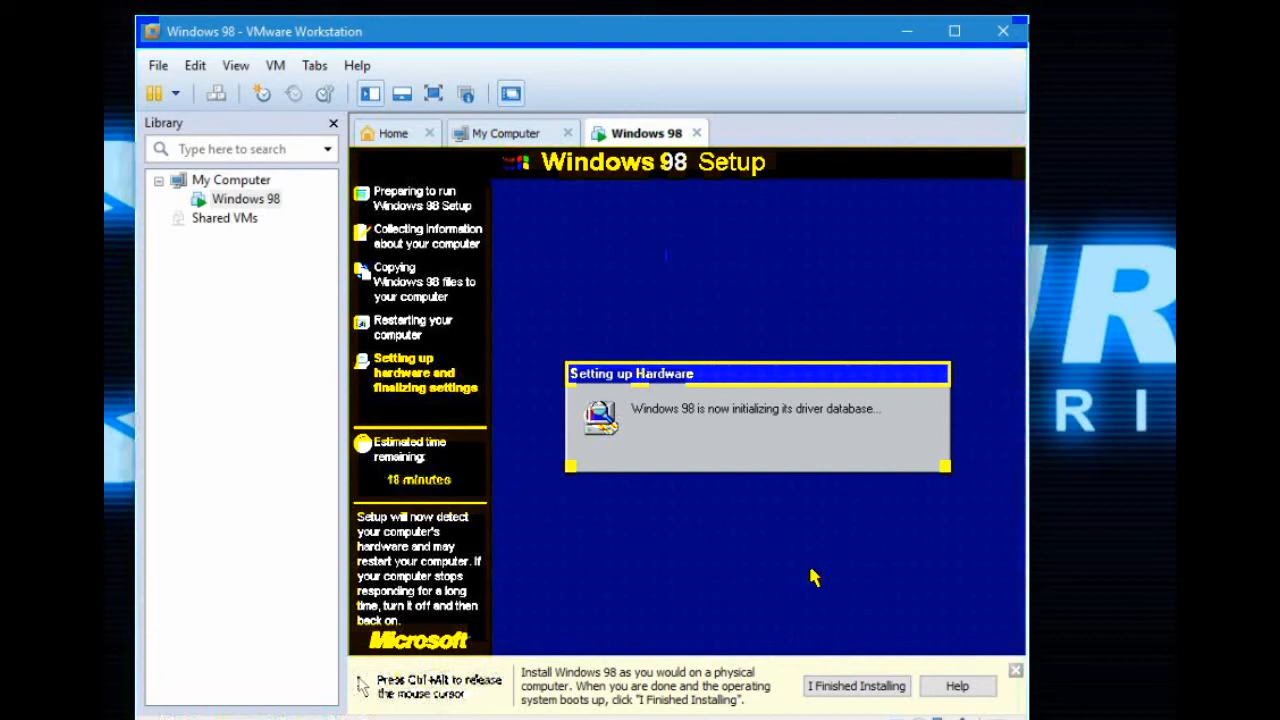 Windows 98 - VMware Workstation
File Edit View VM Tabs Help
Library
Type here to search
My Computer
Windows 98
Shared VMs
Home
My Computer
Windows 98
Windows 98 Setup
Preparing to run
Windows 98 Setup
Collecting information
about your computer
Copying
Windows 98 files to
your computer
Restarting your
computer
Setting up
hardware and
finalizing settings
Estimated time
remaining:
18 minutes
Setup will now detect
your computer's
hardware and may
restart your computer. If
your computer stops
responding for a long
time, turn it off and then
back on.
Microsoft
Setting up Hardware
Windows 98 is now initializing its driver database...
Press Ctrl+Alt to release
the mouse cursor
Install Windows 98 as you would on a physical
computer. When you are done and the operating
system boots up, click "I Finished Installing".
I Finished Installing
Help